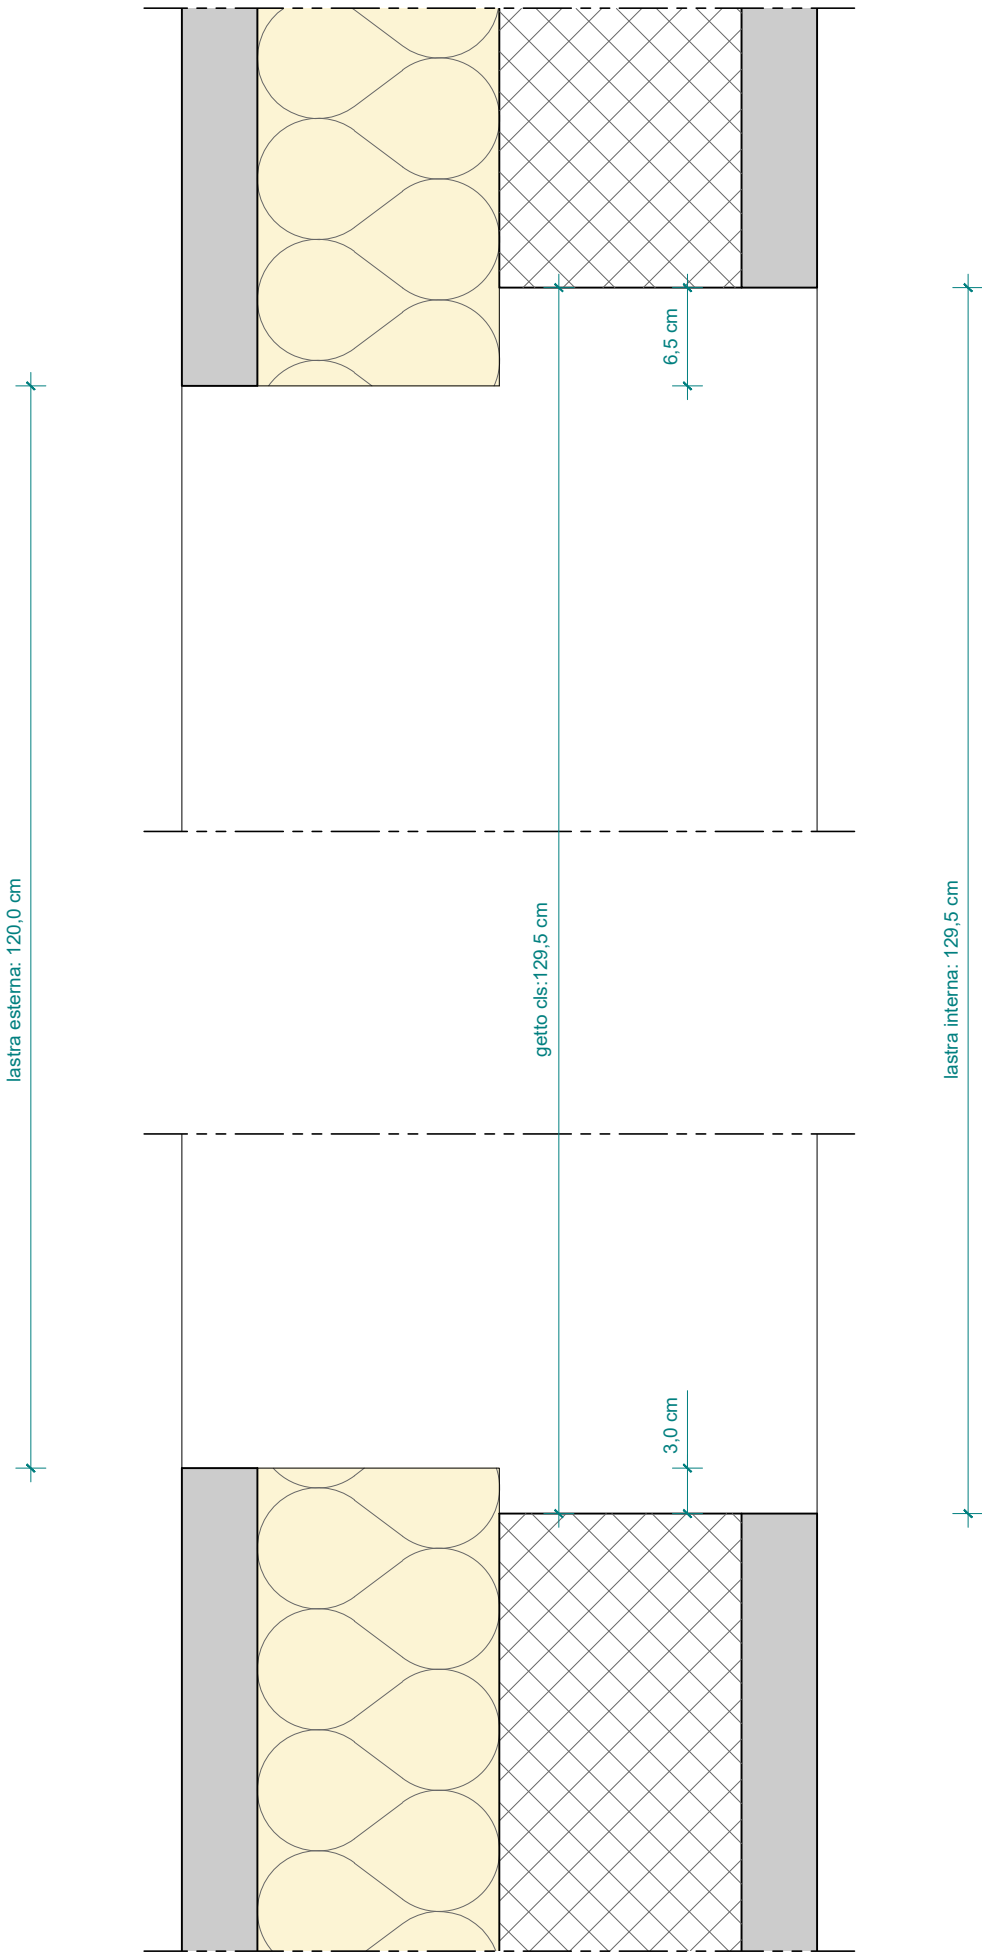 6,5 cm
lastra esterna: 120,0 cm
getto cls:129,5 cm
lastra interna: 129,5 cm
3,0 cm